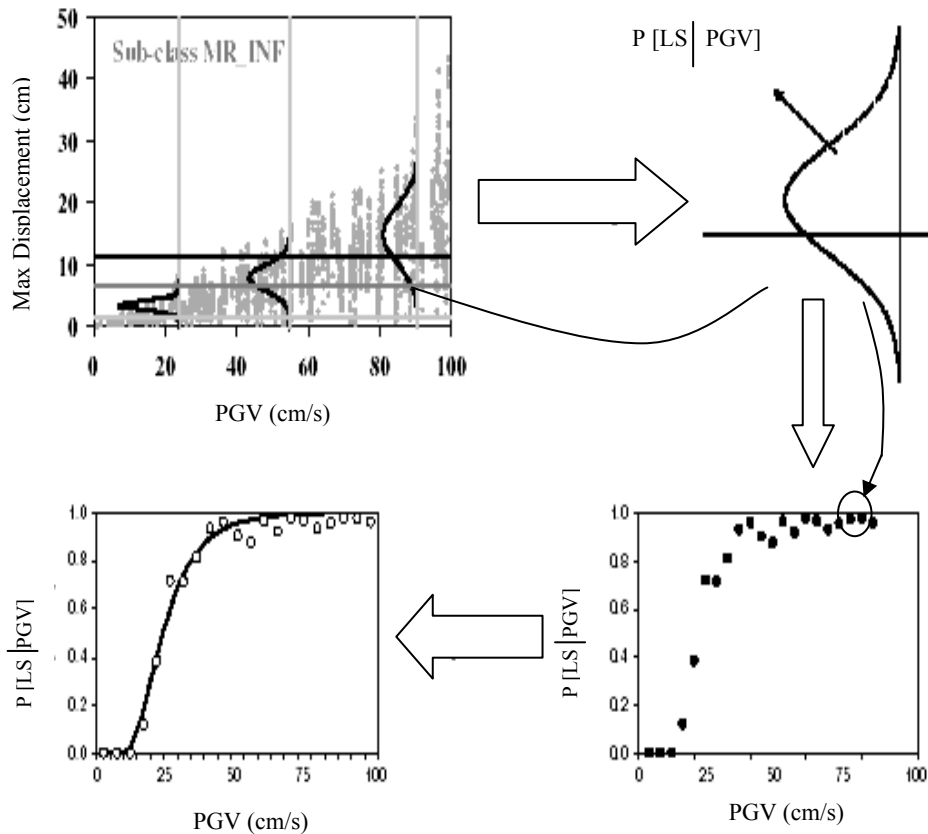 Sub-class MR_INF
Max Displacement (cm)
50
40
30
20
10
0
0 20 40 60 80 100
PGV (cm/s)
P [LS| PGV]
1.0
0.8
0.6
0.4
0.2
0.0
0 25 50 75 100
P [LS|PGV]
PGV (cm/s)
1.0
0.8
0.6
0.4
0.2
0.0
0 25 50 75 100
P [LS|PGV]
PGV (cm/s)